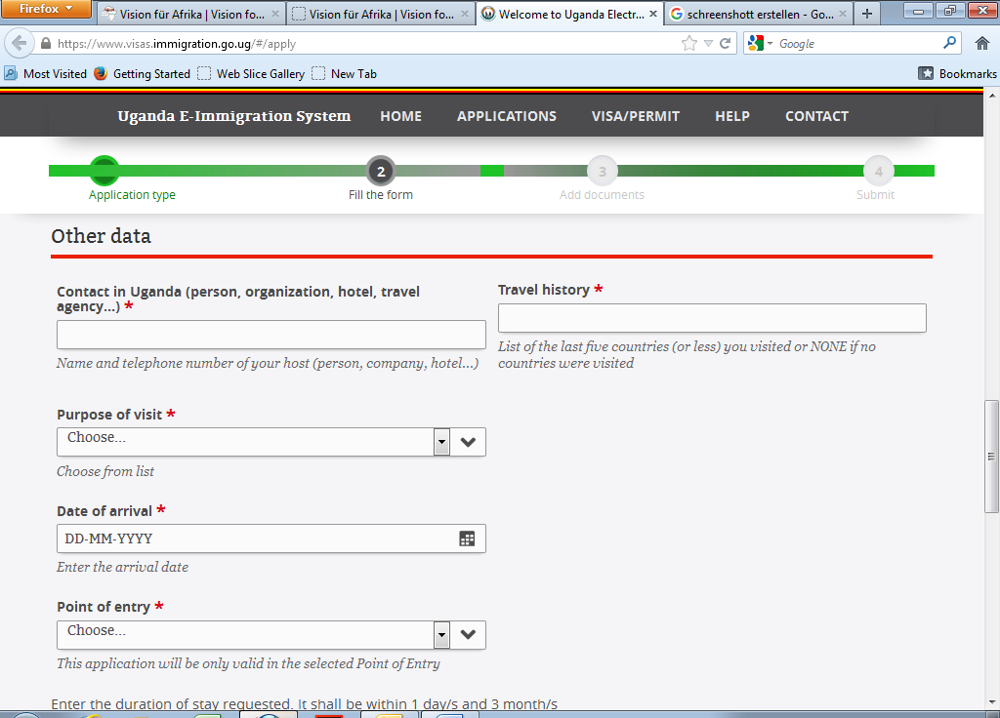 Firefox
Vision für Afrika | Vision fo...
Vision für Afrika | Vision fo...
Welcome to Uganda Electr...
schreenshott erstellen - Go...
https://www.visas.immigration.go.ug/#/apply
Google
Most Visited
Getting Started
Web Slice Gallery
New Tab
Bookmarks
Uganda E-Immigration System
HOME
APPLICATIONS
VISA/PERMIT
HELP
CONTACT
2
3
4
Application type
Fill the form
Add documents
Submit
Other data
Contact in Uganda (person, organization, hotel, travel
agency...) *
Name and telephone number of your host (person, company, hotel...)
Travel history *
List of the last five countries (or less) you visited or NONE if no
countries were visited
Purpose of visit *
Choose...
Choose from list
Date of arrival *
DD-MM-YYYY
Enter the arrival date
Point of entry *
Choose...
This application will be only valid in the selected Point of Entry
Enter the duration of stay requested. It shall be within 1 day/s and 3 month/s